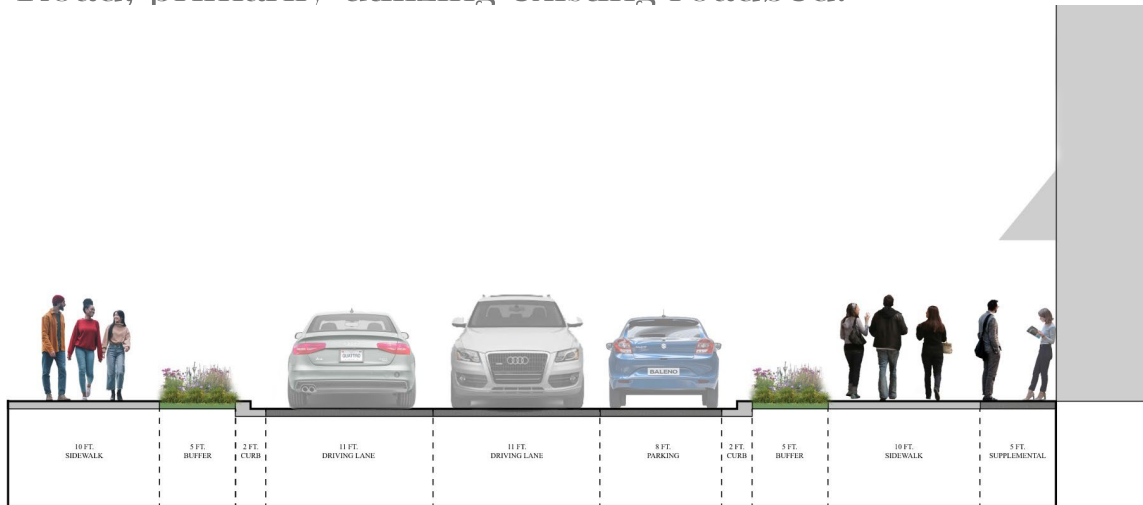 10 FT.
SIDEWALK
5 FT.
BUFFER
2 FT.
CURB
11 FT.
DRIVING LANE
11 FT.
DRIVING LANE
8 FT.
PARKING
2 FT.
CURB
5 FT.
BUFFER
10 FT.
SIDEWALK
5 FT.
SUPPLEMENTAL
QUATTRO
BALENO